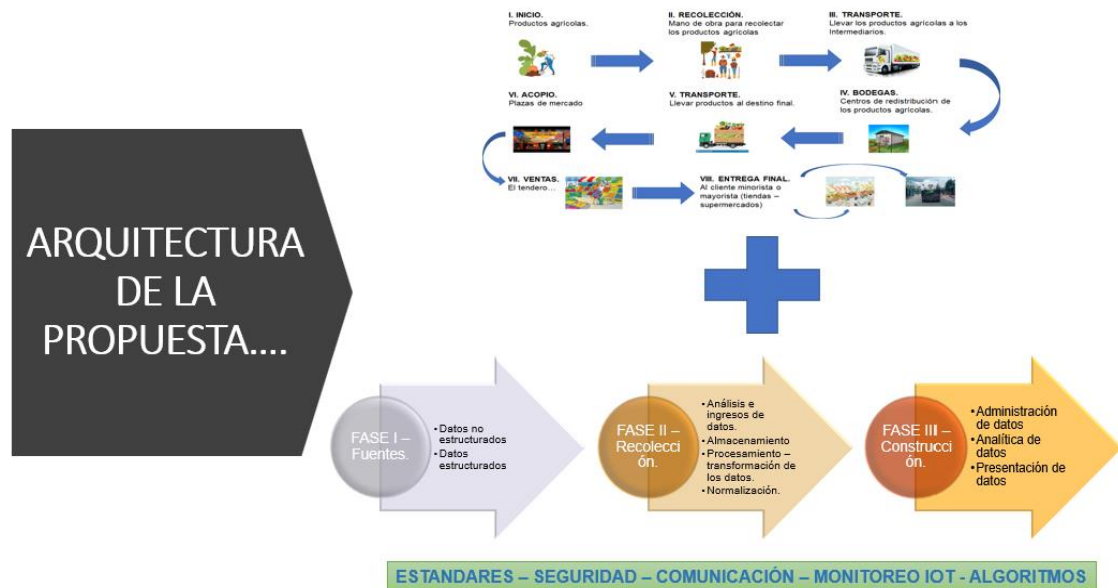 I. INICIO.
Productos agrícolas.
II. RECOLECCIÓN.
Mano de obra para recolectar
los productos agrícolas
III. TRANSPORTE.
Llevar los productos agrícolas a los
Intermediarios.
VI. ACOPIO.
Plazas de mercado
V. TRANSPORTE.
Llevar productos al destino final.
IV. BODEGAS.
Centros de redistribución de
los productos agrícolas.
VII. VENTAS.
El tendero...
VIII. ENTREGA FINAL.
Al cliente minorista o
mayorista (tiendas –
supermercados)
ARQUITECTURA
DE LA
PROPUESTA....
FASE I –
Fuentes.
• Datos no
estructurados
• Datos
estructurados
FASE II –
Recolecci
ón.
• Análisis e
ingresos de
datos.
• Almacenamiento
• Procesamiento –
transformación de
los datos.
• Normalización.
FASE III –
Construcci
ón.
• Administración
de datos
• Analítica de
datos
• Presentación de
datos
ESTANDARES – SEGURIDAD – COMUNICACIÓN – MONITOREO IOT - ALGORITMOS